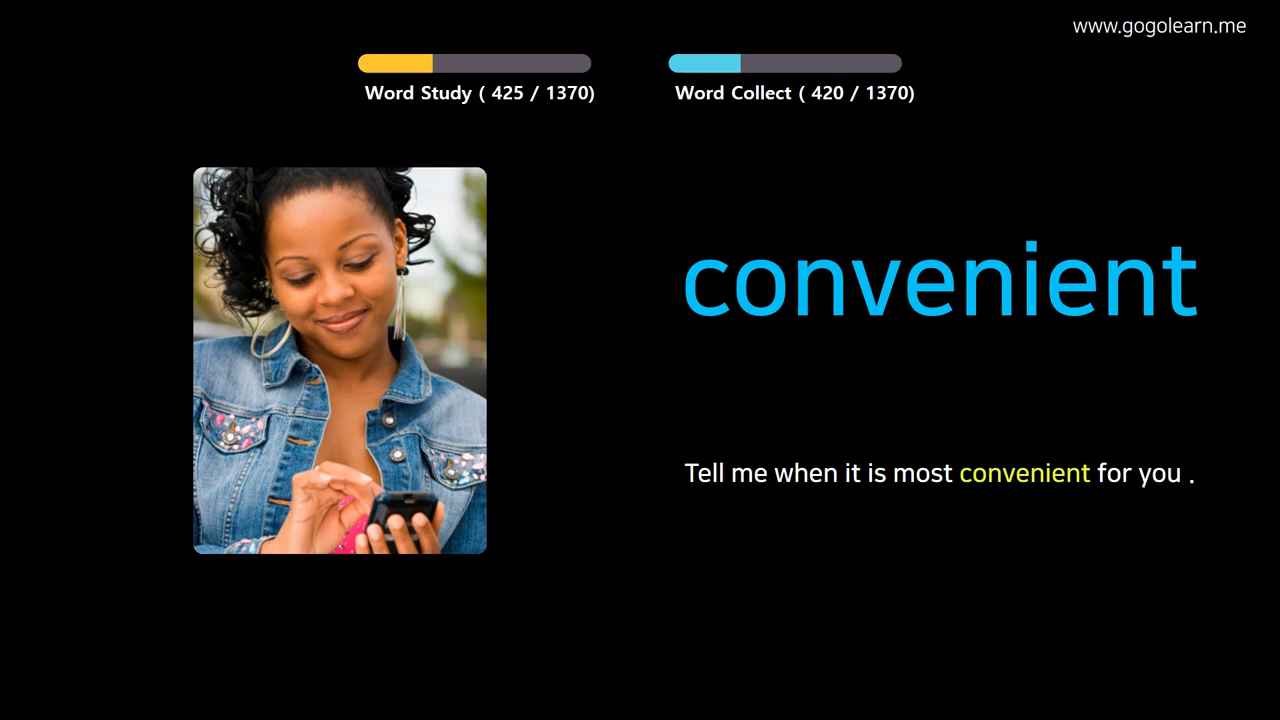 www.gogolearn.me
Word Study ( 425 / 1370)
Word Collect ( 420 / 1370)
convenient
Tell me when it is most convenient for you .